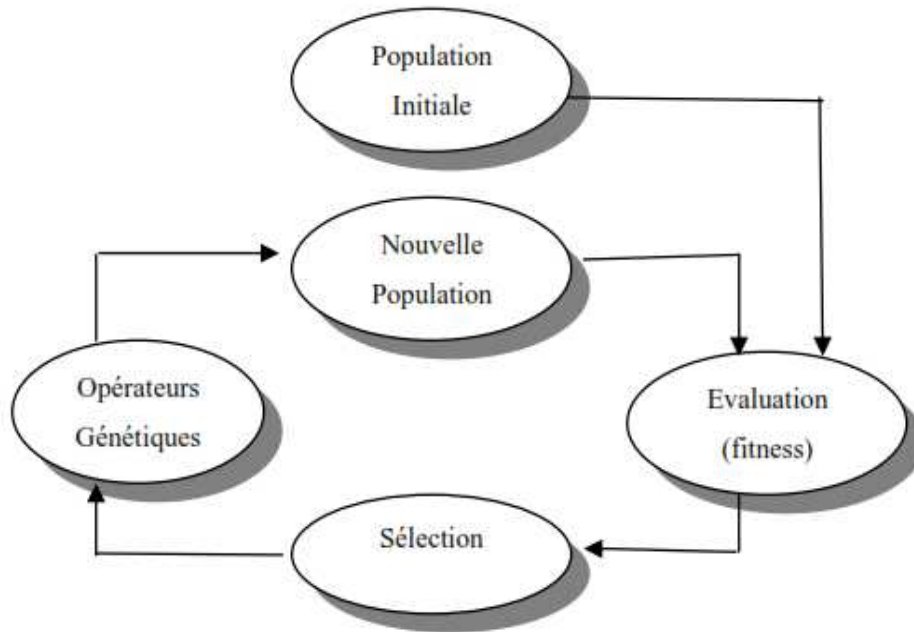 Population
Initiale
Nouvelle
Population
Opérateurs
Génétiques
Evaluation
(fitness)
Sélection